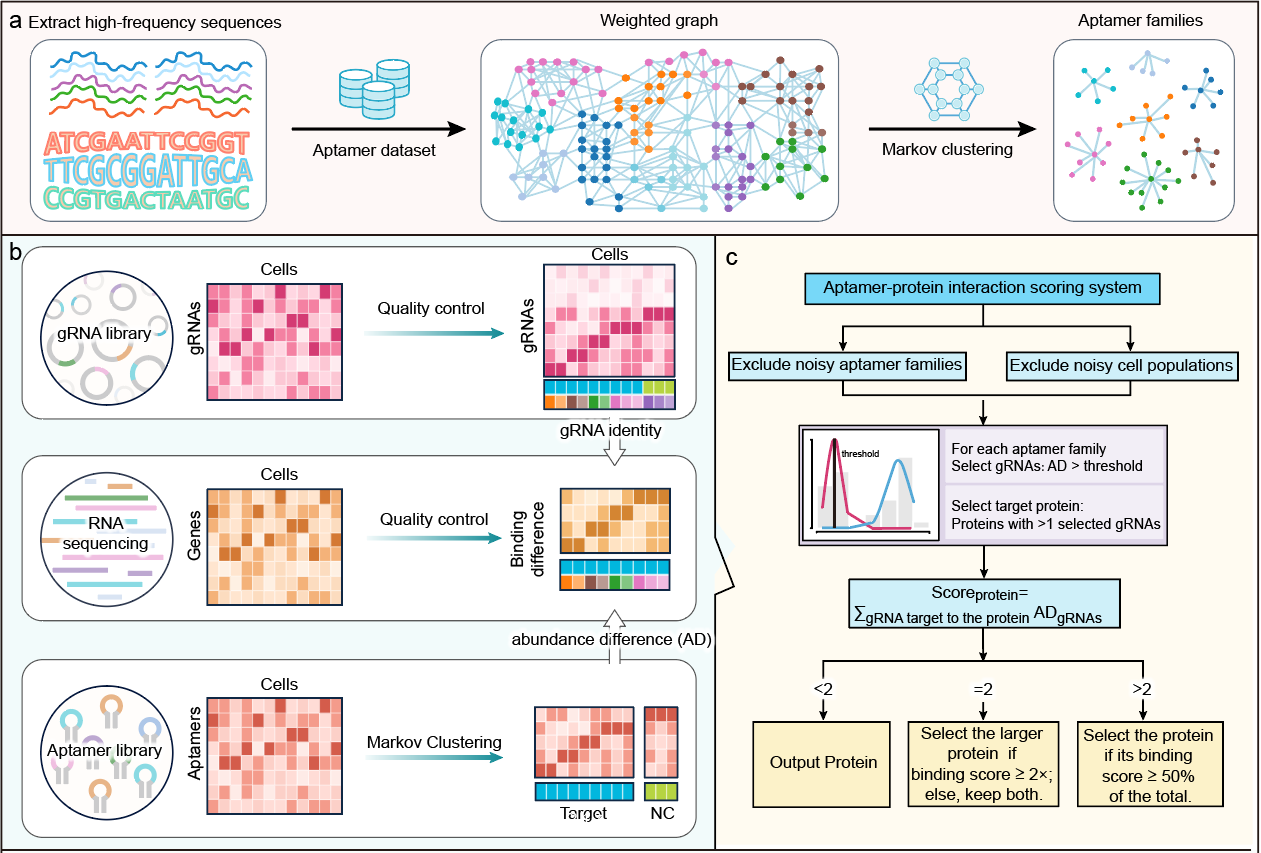 a Extract high-frequency sequences
Weighted graph
Aptamer families
ATCGAATTCCGGT
TTCGCGGATTGCA
CCGTGACTAATGC
Aptamer dataset
Markov clustering
b
Cells
Cells
gRNA library
gRNAs
Quality control
gRNAs
gRNA identity
Cells
RNA
sequencing
Genes
Quality control
Binding
difference
abundance difference (AD)
Cells
Aptamer library
Aptamers
Markov Clustering
Target
NC
c
Aptamer-protein interaction scoring system
Exclude noisy aptamer families
Exclude noisy cell populations
threshold
For each aptamer family
Select gRNAs: AD > threshold
Select target protein:
Proteins with >1 selected gRNAs
Scoreprotein=
∑gRNA target to the protein ADgRNAs
<2
=2
>2
Output Protein
Select the larger
protein if
binding score ≥ 2×;
else, keep both.
Select the protein
if its binding
score ≥ 50%
of the total.